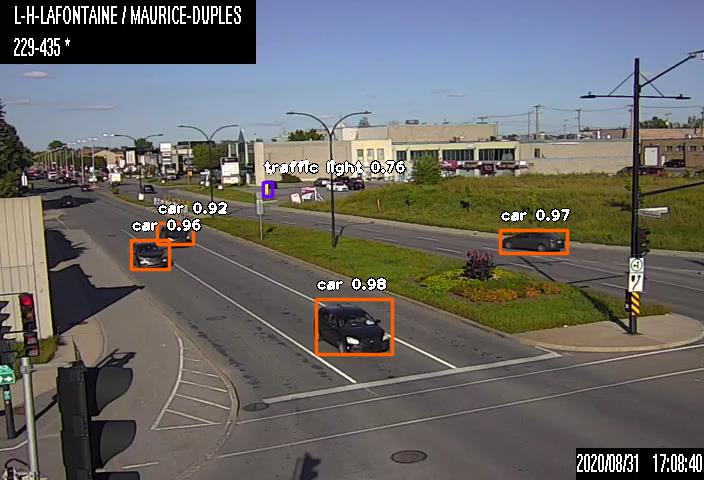 L-H-LAFONTAINE / MAURICE-DUPLES
229-435 *
traffic light 0.76
car 0.92
car 0.96
car 0.97
car 0.98
2020/08/31 17:08:40